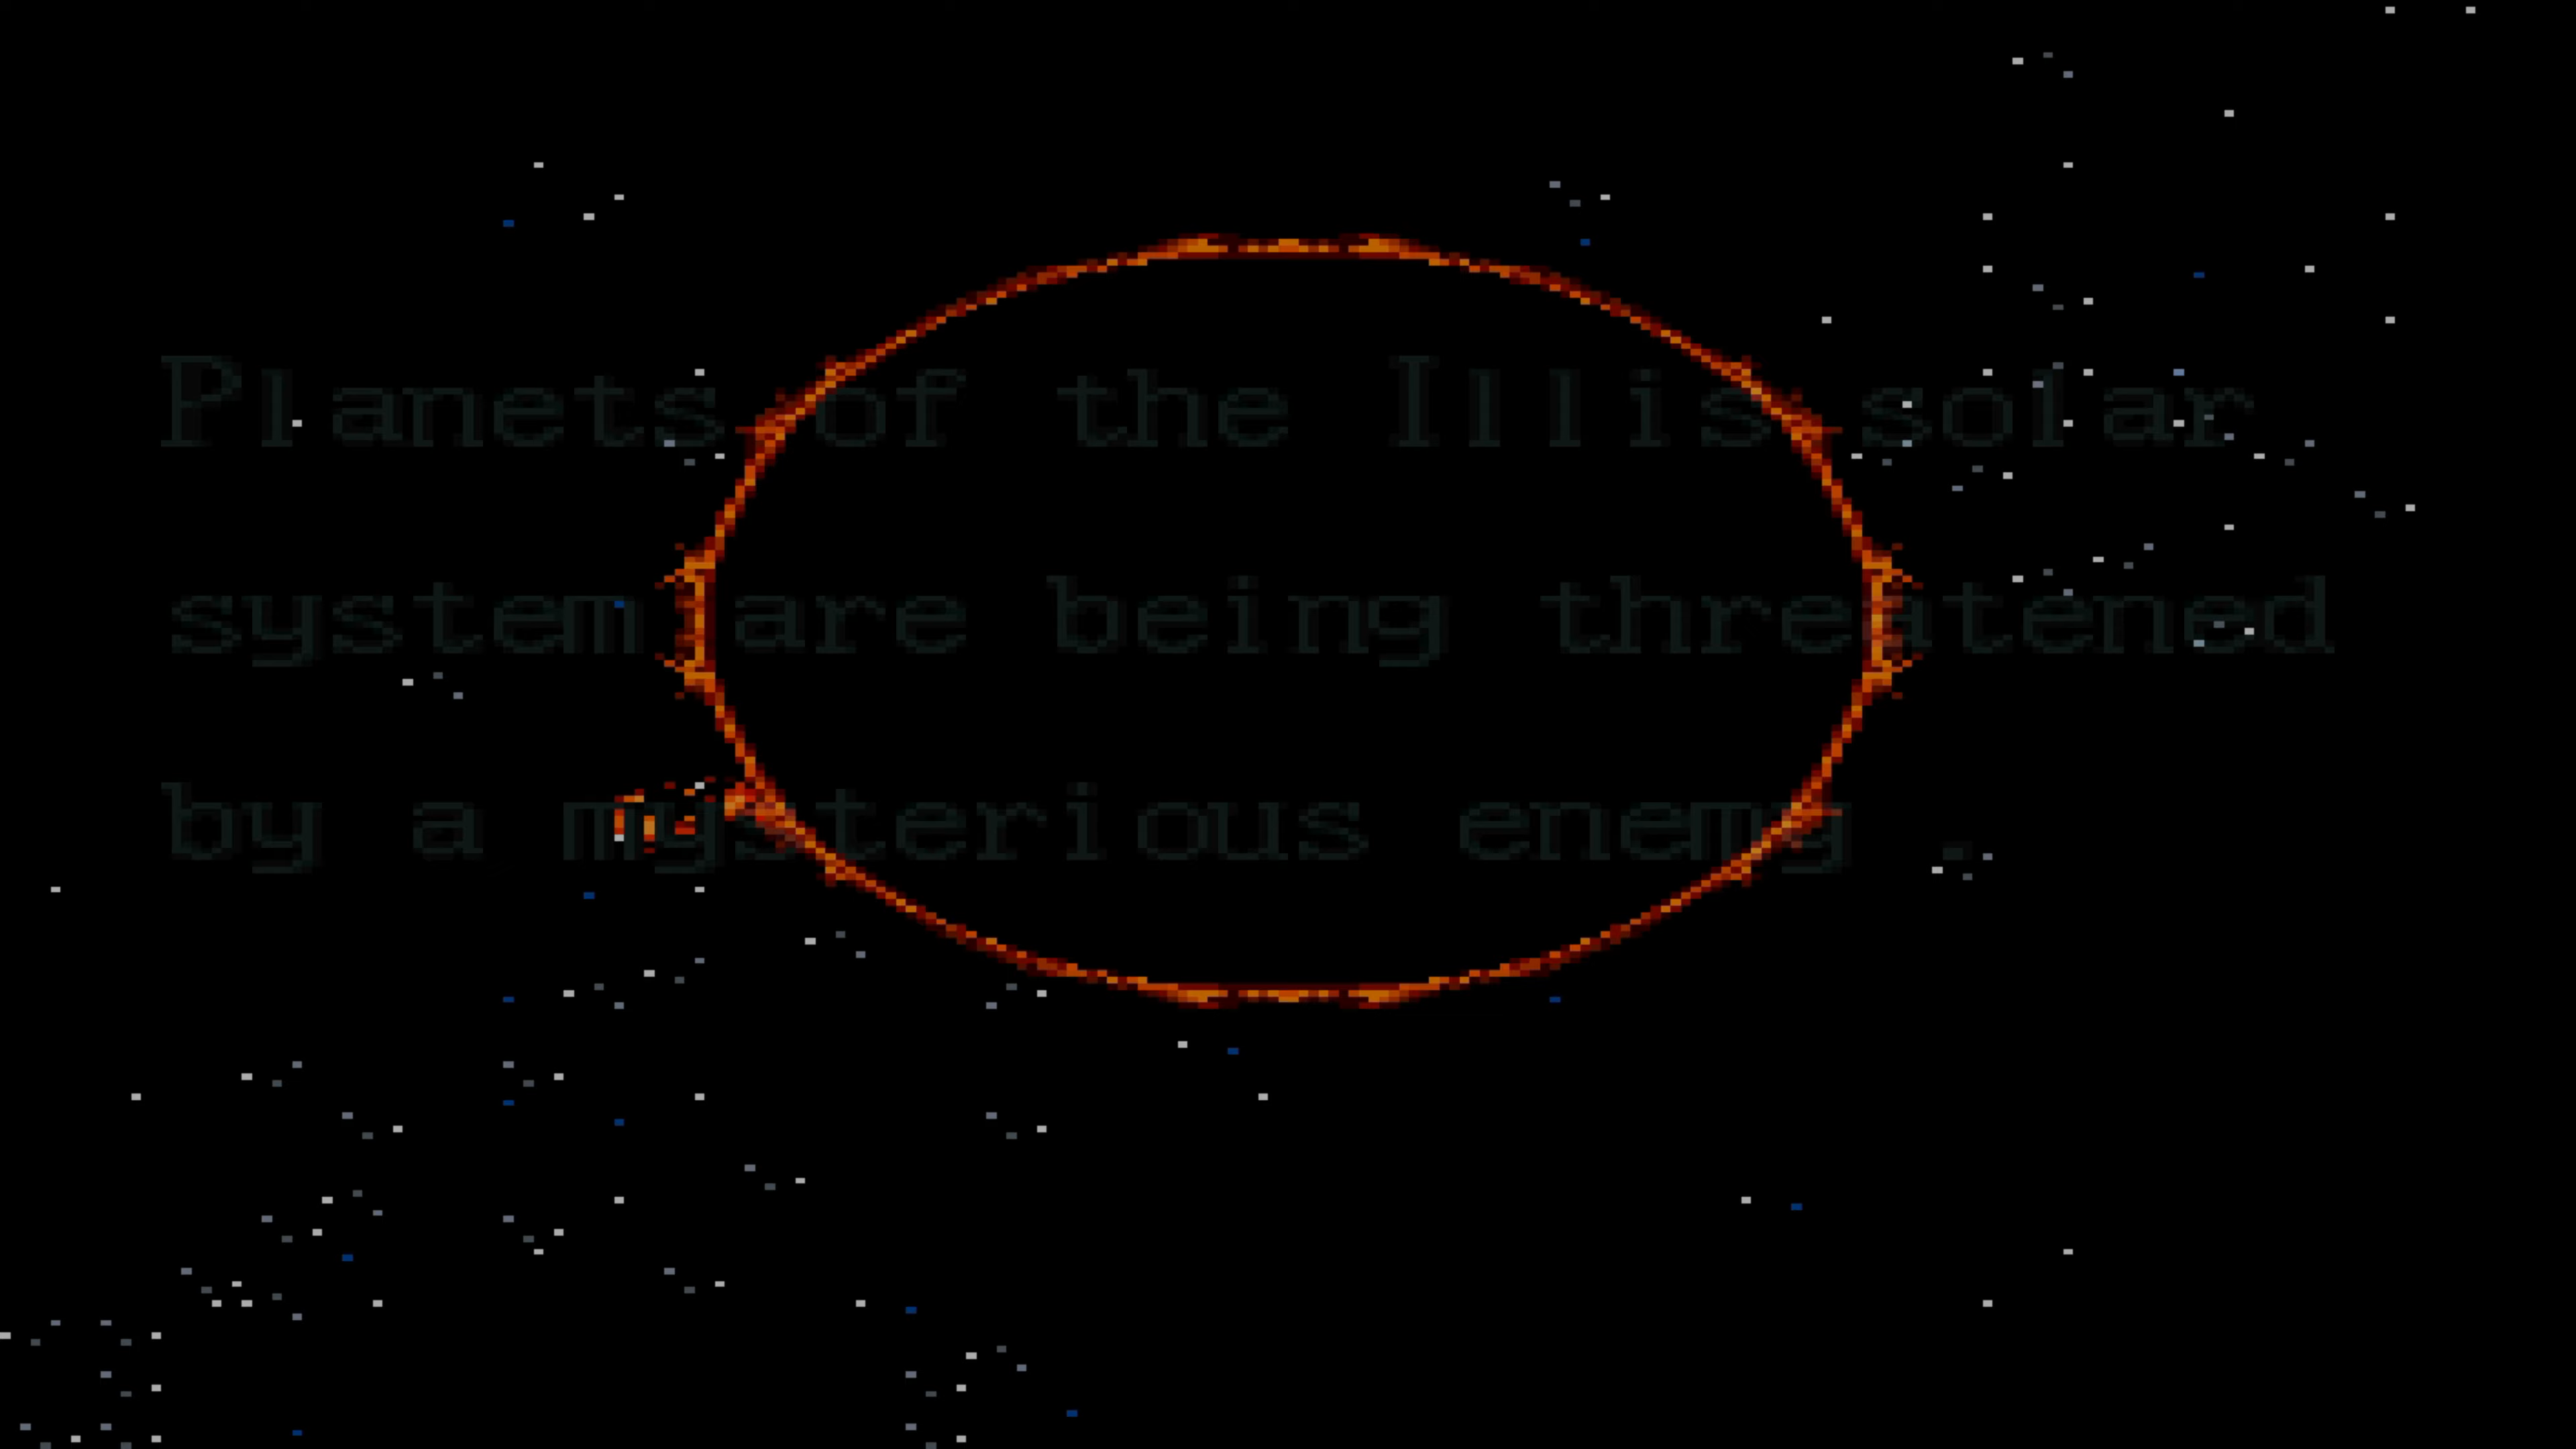 Planets of the Illis solar
system are being threatened
by a mysterious enemy.